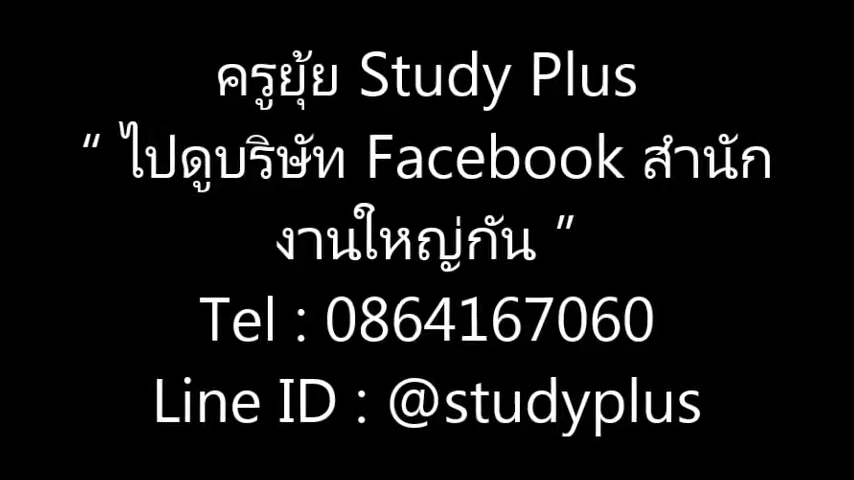 ครูยุ้ย Study Plus
“ ไปดูบริษัท Facebook สำนัก
งานใหญ่กัน ”
Tel : 0864167060
Line ID : @studyplus